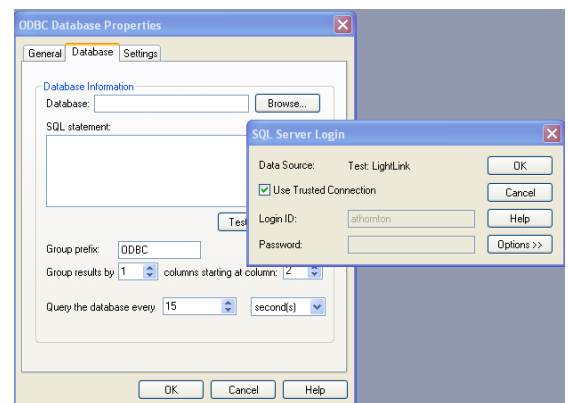 ODBC Database Properties
General Database Settings
Database Information
Database: Browse...
SQL statement:
SQL Server Login
Data Source: Test: LightLink OK
Use Trusted Connection Cancel
Login ID: athornton Help
Password: Options >>
Test
Group prefix: ODBC
Group results by 1 columns starting at column: 2
Query the database every 15 second(s)
OK Cancel Help